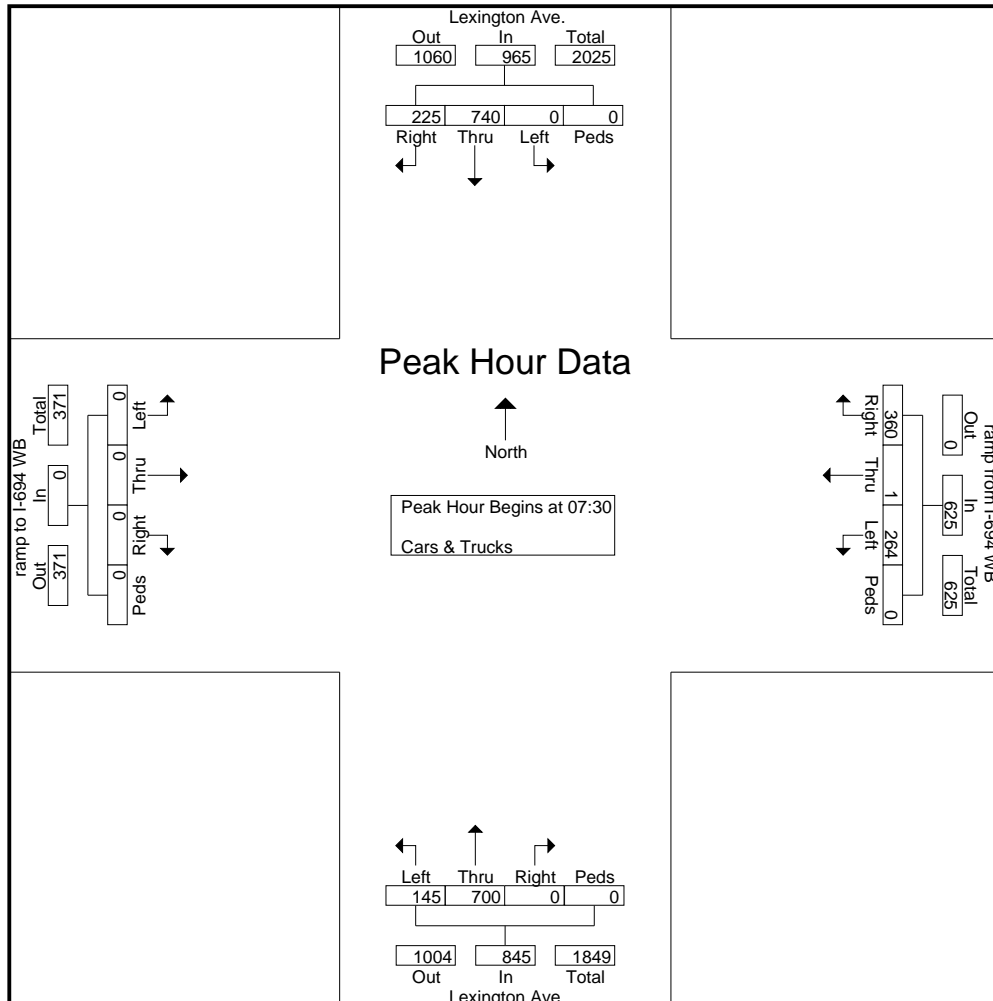 Lexington Ave.
Out In Total
1060 965 2025
225 740 0 0
Right Thru Left Peds
Peak Hour Data
North
Peak Hour Begins at 07:30
Cars & Trucks
ramp to I-694 WB
Total In Out
371 0 371
0 0 0 0
Left Thru Right Peds
ramp from I-694 WB
Out In Total
0 625 625
360 1 264 0
Right Thru Left Peds
Left Thru Right Peds
145 700 0 0
1004 845 1849
Out In Total
Lexington Ave